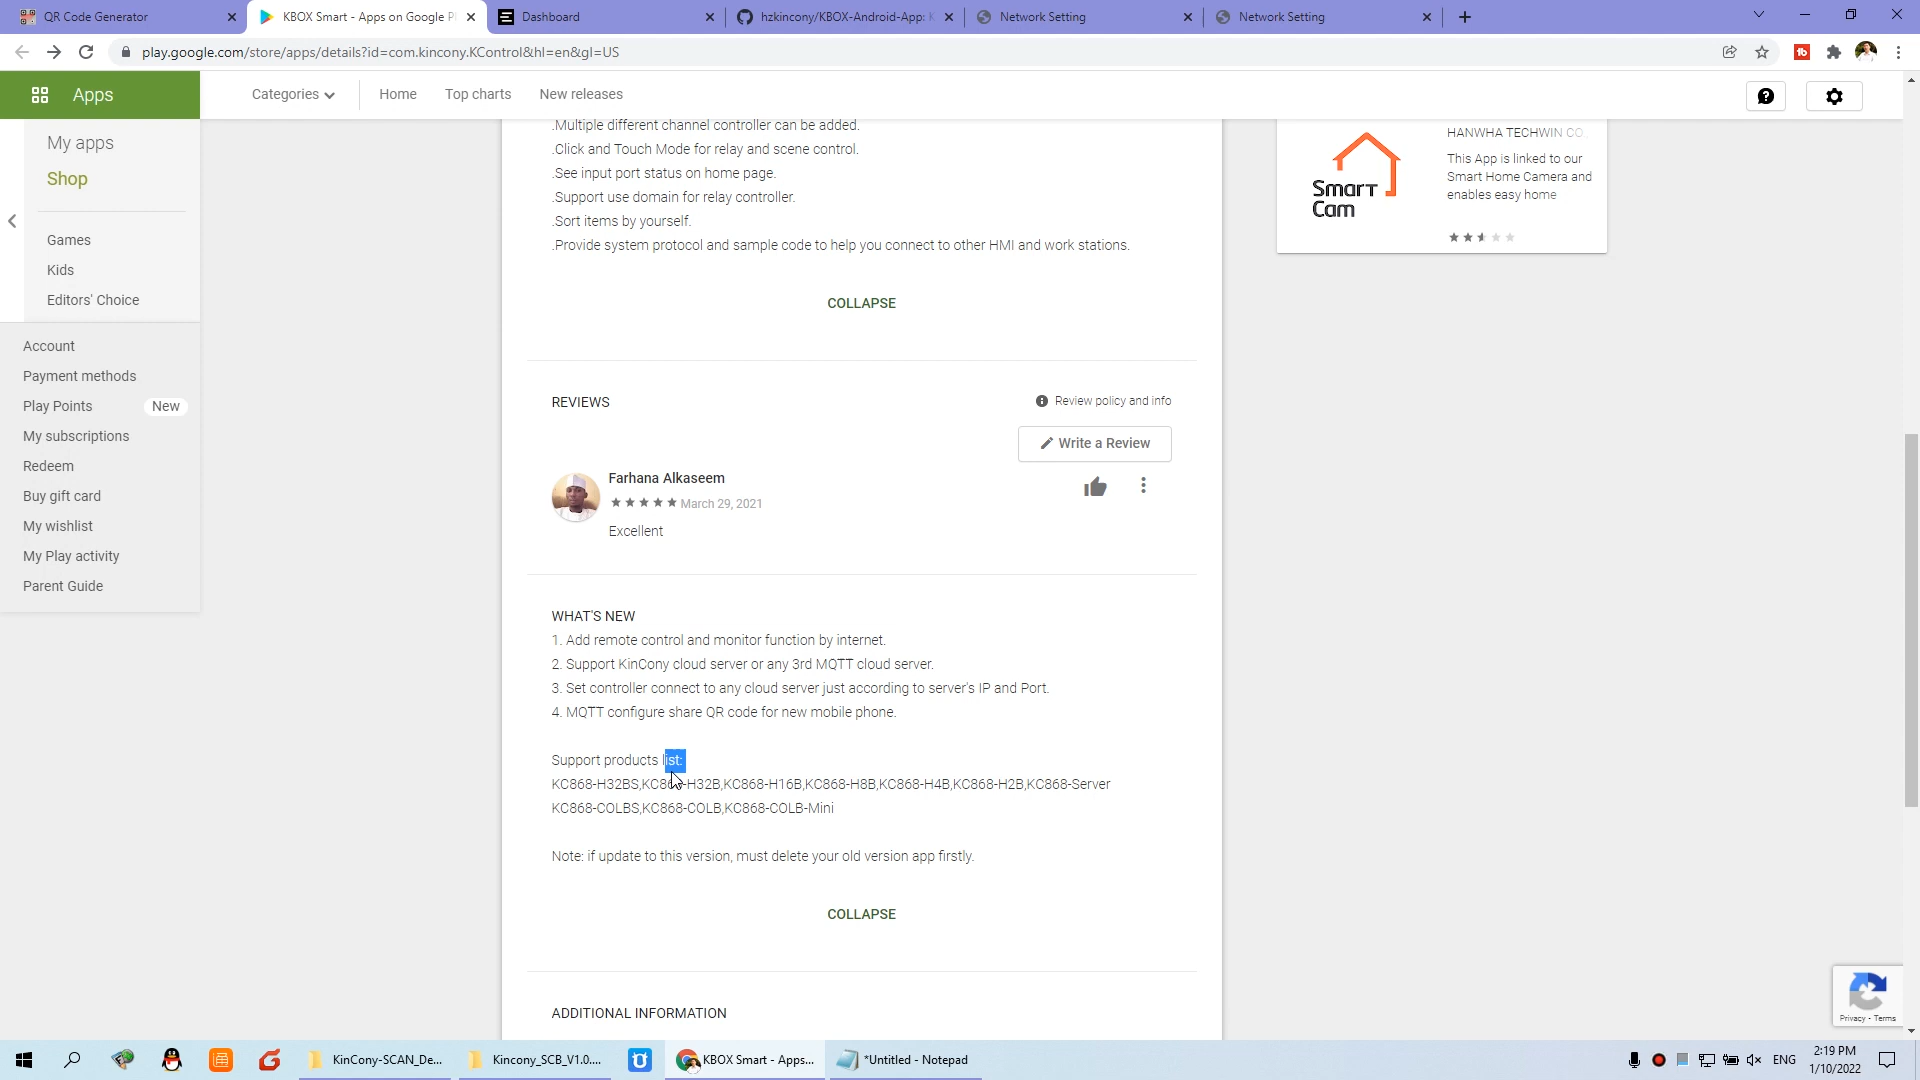 QR Code Generator
KBOX Smart - Apps on Google P
Dashboard
hzkincony/KBOX-Android-App: K
Network Setting
Network Setting
play.google.com/store/apps/details?id=com.kincony.KControl&hl=en&gl=US
Apps
Categories
Home
Top charts
New releases
My apps
Shop
Games
Kids
Editors' Choice
Account
Payment methods
Play Points
New
My subscriptions
Redeem
Buy gift card
My wishlist
My Play activity
Parent Guide
.Multiple different channel controller can be added.
.Click and Touch Mode for relay and scene control.
.See input port status on home page.
.Support use domain for relay controller.
.Sort items by yourself.
.Provide system protocol and sample code to help you connect to other HMI and work stations.
COLLAPSE
REVIEWS
Review policy and info
Write a Review
Farhana Alkaseem
March 29, 2021
Excellent
WHAT'S NEW
1. Add remote control and monitor function by internet.
2. Support KinCony cloud server or any 3rd MQTT cloud server.
3. Set controller connect to any cloud server just according to server's IP and Port.
4. MQTT configure share QR code for new mobile phone.
Support products list:
KC868-H32BS,KC868-H32B,KC868-H16B,KC868-H8B,KC868-H4B,KC868-H2B,KC868-Server
KC868-COLBS,KC868-COLB,KC868-COLB-Mini
Note: if update to this version, must delete your old version app firstly.
COLLAPSE
ADDITIONAL INFORMATION
HANWHA TECHWIN CO.
This App is linked to our
Smart Home Camera and
enables easy home
Smart
Cam
Privacy - Terms
KinCony-SCAN_De...
Kincony_SCB_V1.0....
KBOX Smart - Apps...
*Untitled - Notepad
ENG
2:19 PM
1/10/2022